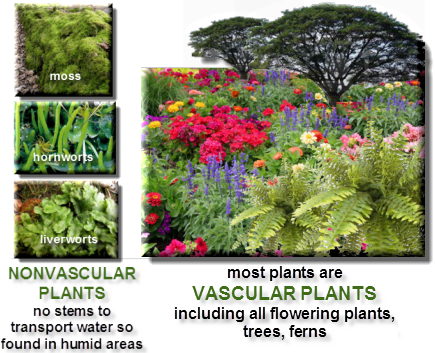 moss
hornworts
liverworts
NONVASCULAR
PLANTS
no stems to
transport water so
found in humid areas
most plants are
VASCULAR PLANTS
including all flowering plants,
trees, ferns